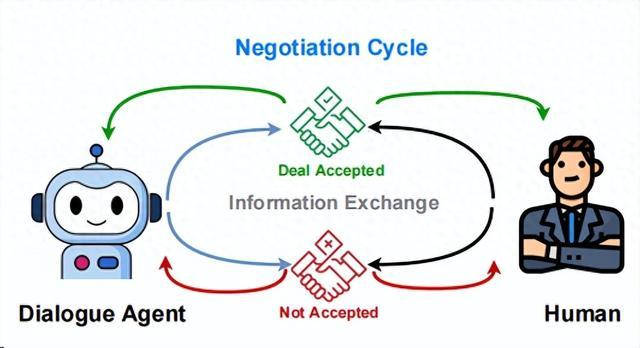 Negotiation Cycle
Deal Accepted
Information Exchange
Not Accepted
Dialogue Agent
Human